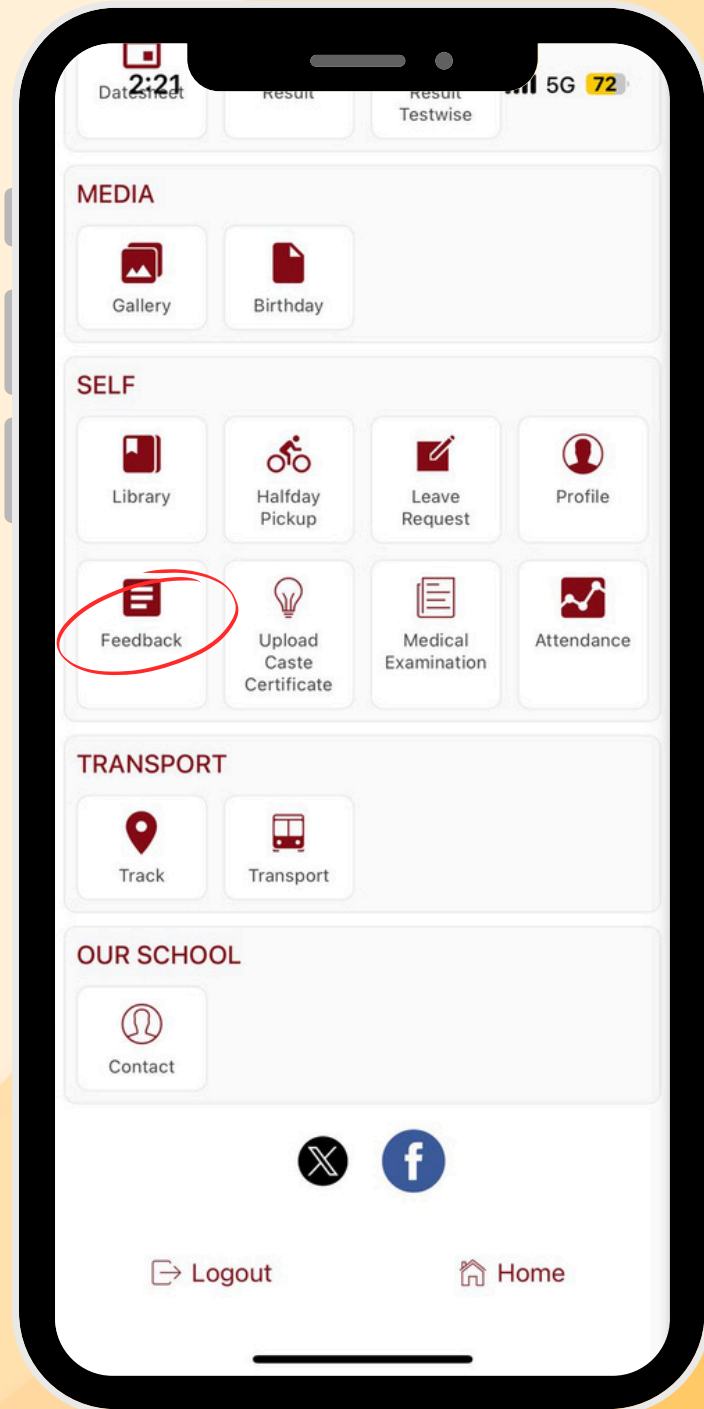 2:21
5G 72
Datesheet Result Result
Testwise
MEDIA
Gallery Birthday
SELF
Library Halfday Leave Profile
Pickup Request
Feedback Upload Medical Attendance
Caste Examination
Certificate
TRANSPORT
Track Transport
OUR SCHOOL
Contact
Logout Home